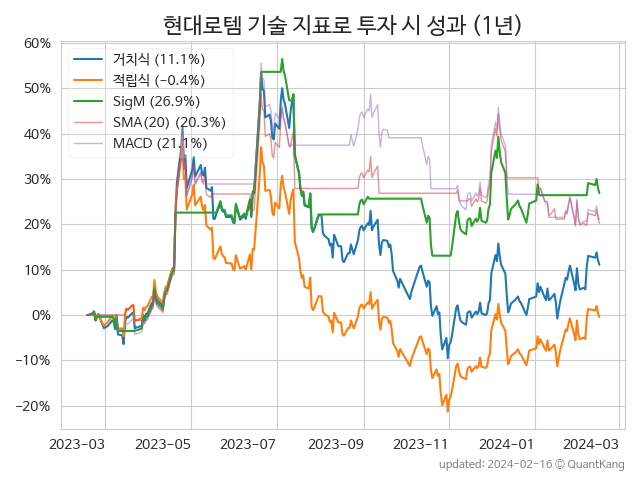 현대로템 기술 지표로 투자 시 성과 (1년)
60%
50%
40%
30%
20%
10%
0%
−10%
−20%
거치식 (11.1%)
적립식 (−0.4%)
SigM (26.9%)
SMA(20) (20.3%)
MACD (21.1%)
2023-03 2023-05 2023-07 2023-09 2023-11 2024-01 2024-03
updated: 2024-02-16 © QuantKang